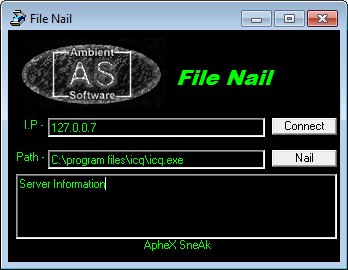 File Nail
Ambient
AS
Software
File Nail
I.P - 127.0.0.7 Connect
Path - C:\program files\icq\icq.exe Nail
Server Information
ApheX SneAk